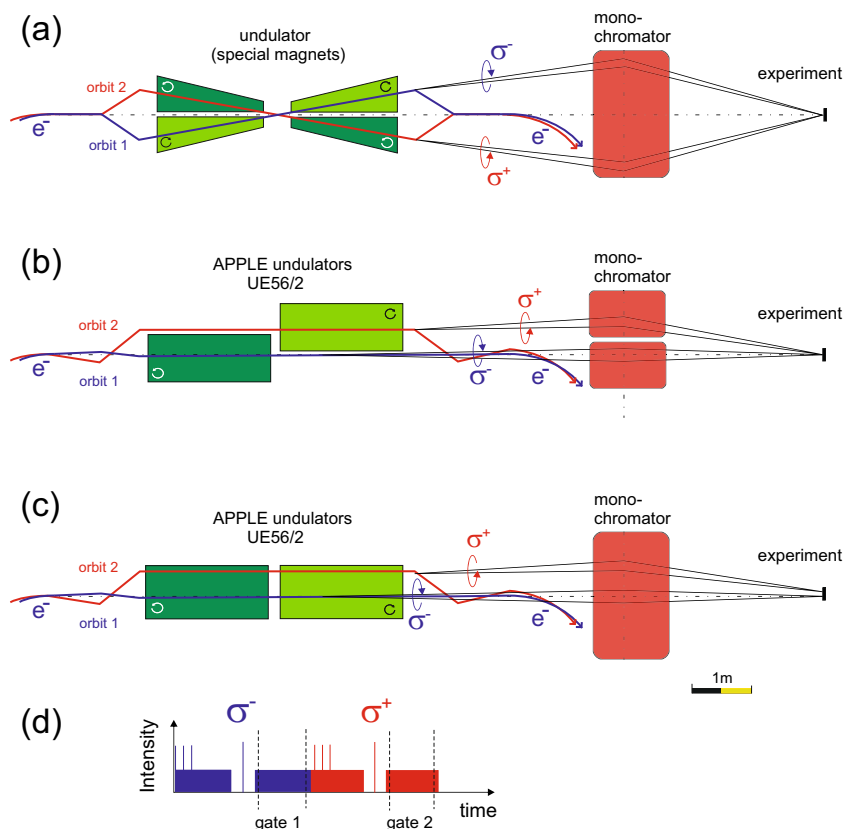 (a)
undulator
(special magnets)
mono-
chromator
experiment
orbit 2
e⁻
orbit 1
σ⁻
σ⁺
e⁻
(b)
APPLE undulators
UE56/2
mono-
chromator
experiment
orbit 2
e⁻
orbit 1
σ⁺
σ⁻
e⁻
(c)
APPLE undulators
UE56/2
mono-
chromator
experiment
orbit 2
e⁻
orbit 1
σ⁺
σ⁻
e⁻
1m
(d)
Intensity
σ⁻
σ⁺
time
gate 1
gate 2